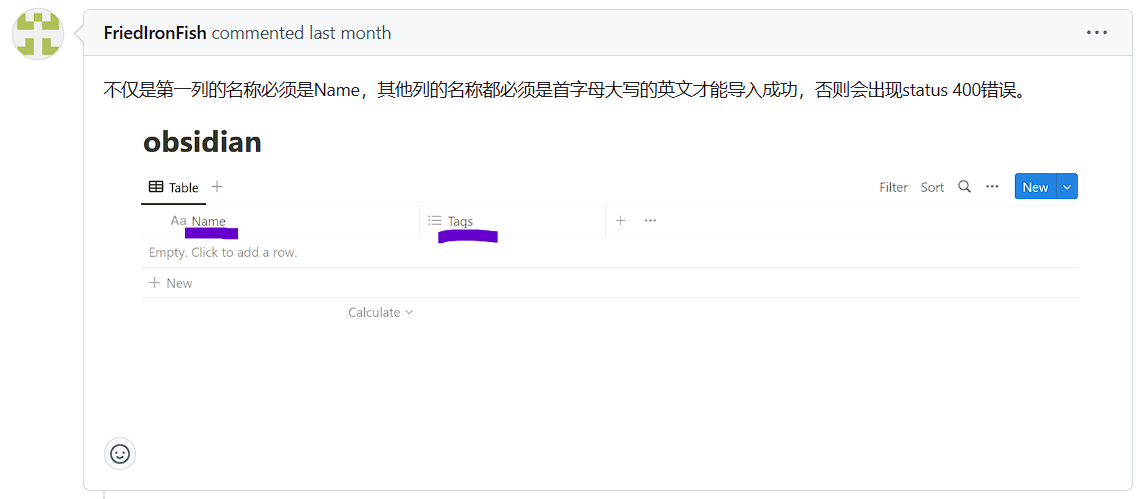 FriedIronFish commented last month
不仅是第一列的名称必须是Name，其他列的名称都必须是首字母大写的英文才能导入成功，否则会出现status 400错误。
obsidian
Table Filter Sort New
Aa Name Tags
Empty. Click to add a row.
New
Calculate